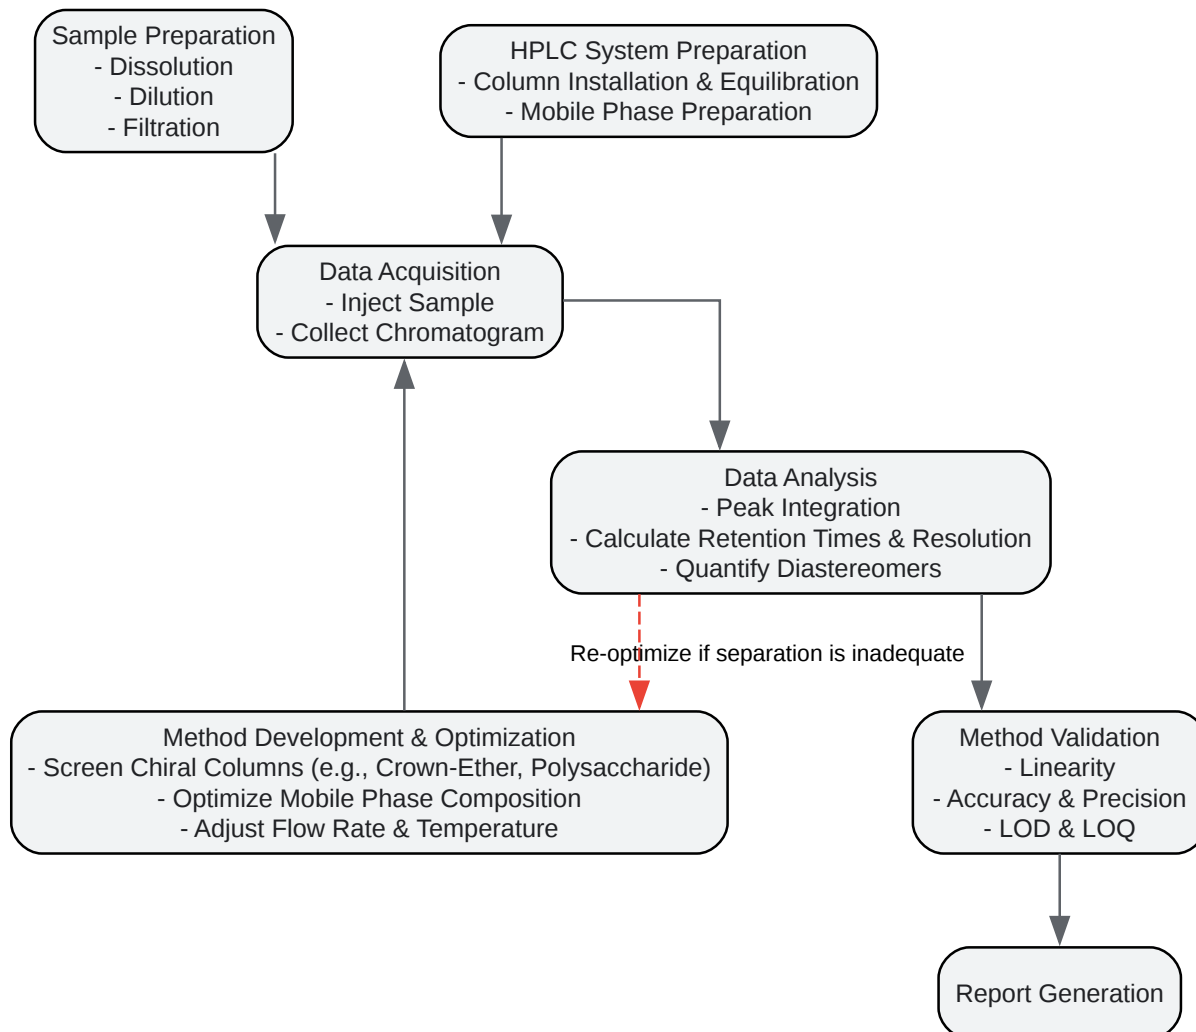 Sample Preparation
- Dissolution
- Dilution
- Filtration
HPLC System Preparation
- Column Installation & Equilibration
- Mobile Phase Preparation
Data Acquisition
- Inject Sample
- Collect Chromatogram
Data Analysis
- Peak Integration
- Calculate Retention Times & Resolution
- Quantify Diastereomers
Re-optimize if separation is inadequate
Method Development & Optimization
- Screen Chiral Columns (e.g., Crown-Ether, Polysaccharide)
- Optimize Mobile Phase Composition
- Adjust Flow Rate & Temperature
Method Validation
- Linearity
- Accuracy & Precision
- LOD & LOQ
Report Generation